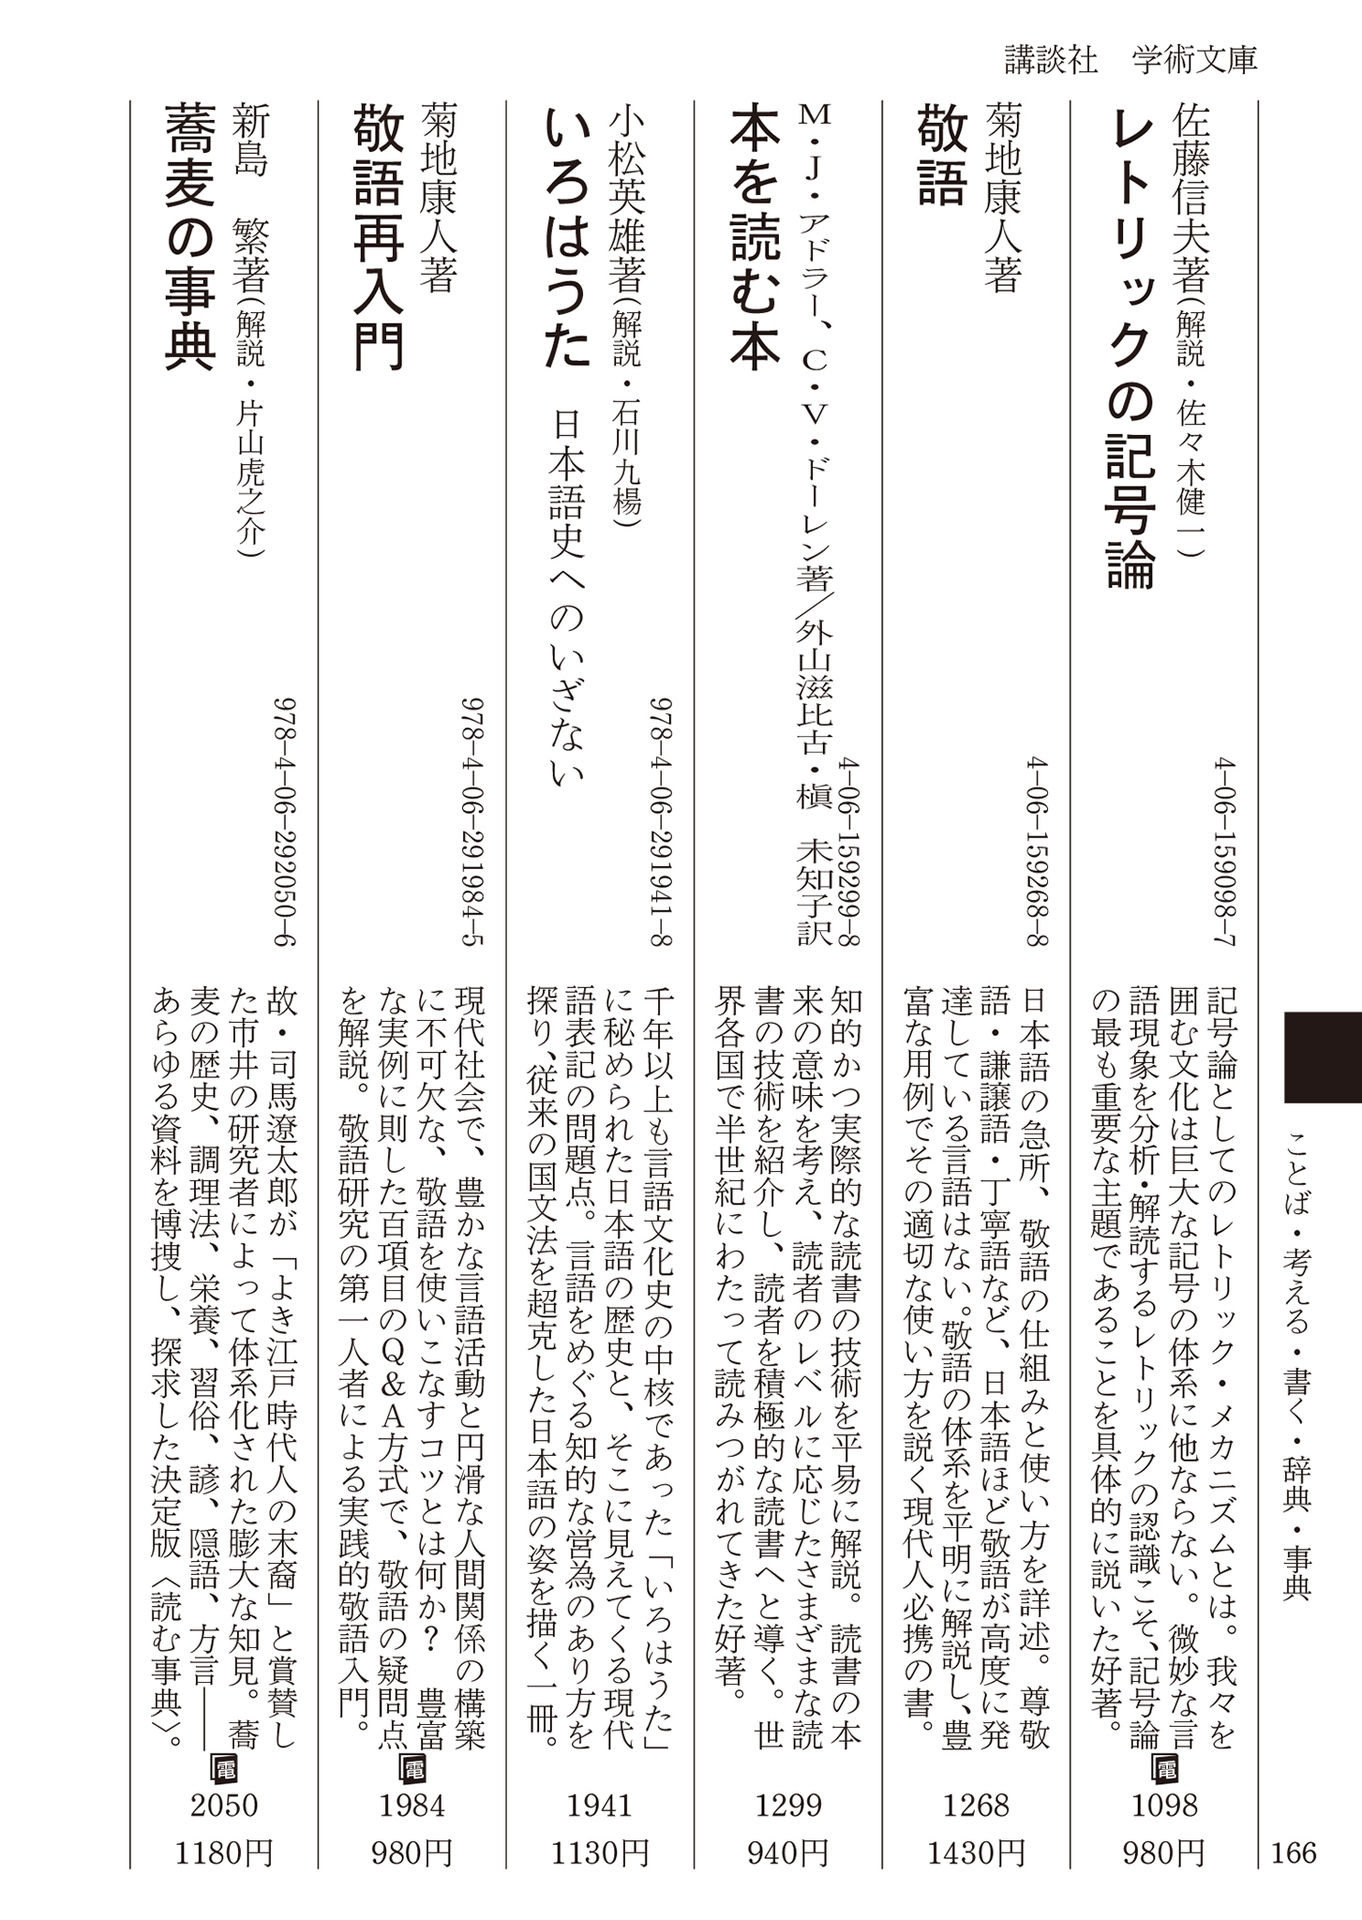 講談社　学術文庫
ことば・考える・書く・辞典・事典
166
佐藤信夫著(解説・佐々木健一)
レトリックの記号論
4-06-159098-7
記号論としてのレトリック・メカニズムとは。我々を
囲む文化は巨大な記号の体系に他ならない。微妙な言
語現象を分析・解読するレトリックの認識こそ、記号論
の最も重要な主題であることを具体的に説いた好著。
電
1098
980円
菊地康人著
敬語
4-06-159268-8
日本語の急所、敬語の仕組みと使い方を詳述。尊敬
語・謙譲語・丁寧語など、日本語ほど敬語が高度に発
達している言語はない。敬語の体系を平明に解説し、豊
富な用例でその適切な使い方を説く現代人必携の書。
1268
1430円
M・J・アドラー、C・V・ドーレン著／外山滋比古・槇　未知子訳
本を読む本
4-06-159299-8
知的かつ実際的な読書の技術を平易に解説。読書の本
来の意味を考え、読者のレベルに応じたさまざまな読
書の技術を紹介し、読者を積極的な読書へと導く。世
界各国で半世紀にわたって読みつがれてきた好著。
1299
940円
小松英雄著(解説・石川九楊)
いろはうた　日本語史へのいざない
978-4-06-291941-8
千年以上も言語文化史の中核であった「いろはうた」
に秘められた日本語の歴史と、そこに見えてくる現代
語表記の問題点。言語をめぐる知的な営為のあり方を
探り、従来の国文法を超克した日本語の姿を描く一冊。
1941
1130円
菊地康人著
敬語再入門
978-4-06-291984-5
現代社会で、豊かな言語活動と円滑な人間関係の構築
に不可欠な、敬語を使いこなすコツとは何か？　豊富
な実例に則した百項目のQ&A方式で、敬語の疑問点
を解説。敬語研究の第一人者による実践的敬語入門。
電
1984
980円
新島　繁著(解説・片山虎之介)
蕎麦の事典
978-4-06-292050-6
故・司馬遼太郎が「よき江戸時代人の末裔」と賞賛し
た市井の研究者によって体系化された膨大な知見。蕎
麦の歴史、調理法、栄養、習俗、諺、隠語、方言――
あらゆる資料を博捜し、探求した決定版〈読む事典〉。
電
2050
1180円